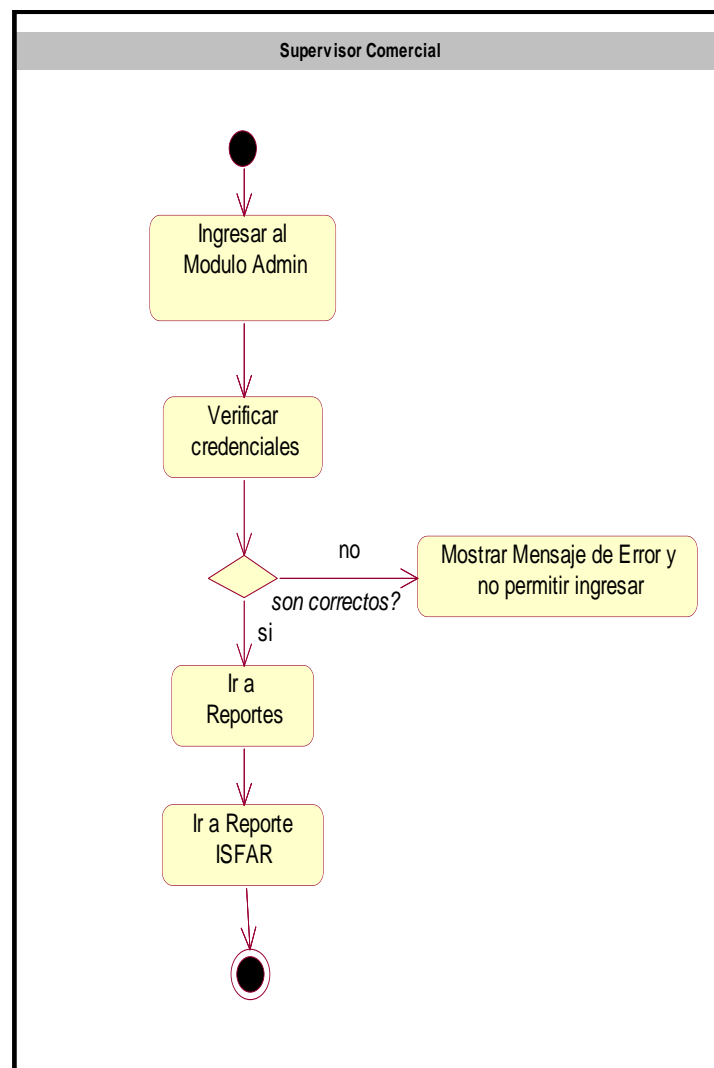 Supervisor Comercial
Ingresar al
Modulo Admin
Verificar
credenciales
no
Mostrar Mensaje de Error y
no permitir ingresar
son correctos?
si
Ir a
Reportes
Ir a Reporte
ISFAR